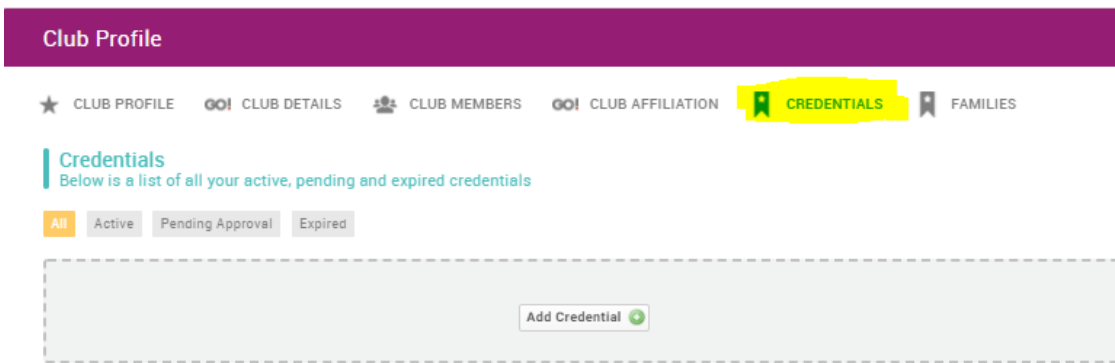 Club Profile
CLUB PROFILE GO! CLUB DETAILS CLUB MEMBERS GO! CLUB AFFILIATION CREDENTIALS FAMILIES
Credentials
Below is a list of all your active, pending and expired credentials
All Active Pending Approval Expired
Add Credential